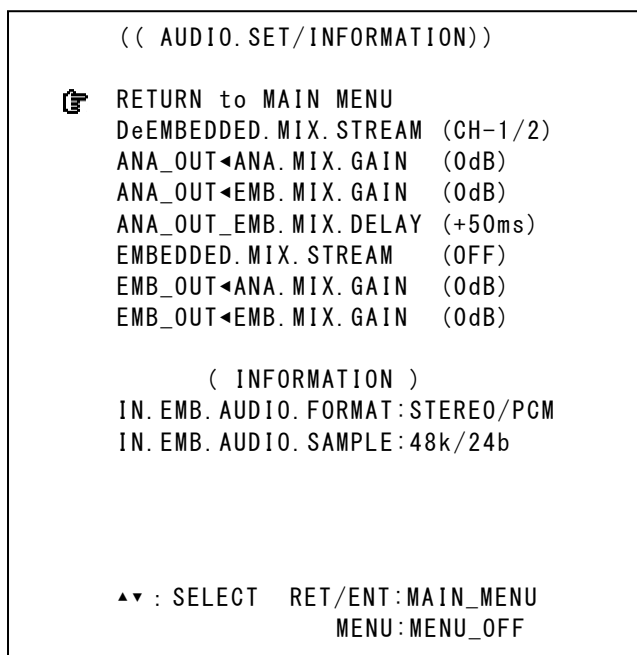 (( AUDIO.SET/INFORMATION))
☞ RETURN to MAIN MENU
DeEMBEDDED.MIX.STREAM (CH-1/2)
ANA_OUT◂ANA.MIX.GAIN (0dB)
ANA_OUT◂EMB.MIX.GAIN (0dB)
ANA_OUT_EMB.MIX.DELAY (+50ms)
EMBEDDED.MIX.STREAM (OFF)
EMB_OUT◂ANA.MIX.GAIN (0dB)
EMB_OUT◂EMB.MIX.GAIN (0dB)
( INFORMATION )
IN.EMB.AUDIO.FORMAT:STEREO/PCM
IN.EMB.AUDIO.SAMPLE:48k/24b
▴▾ : SELECT RET/ENT:MAIN_MENU
MENU:MENU_OFF